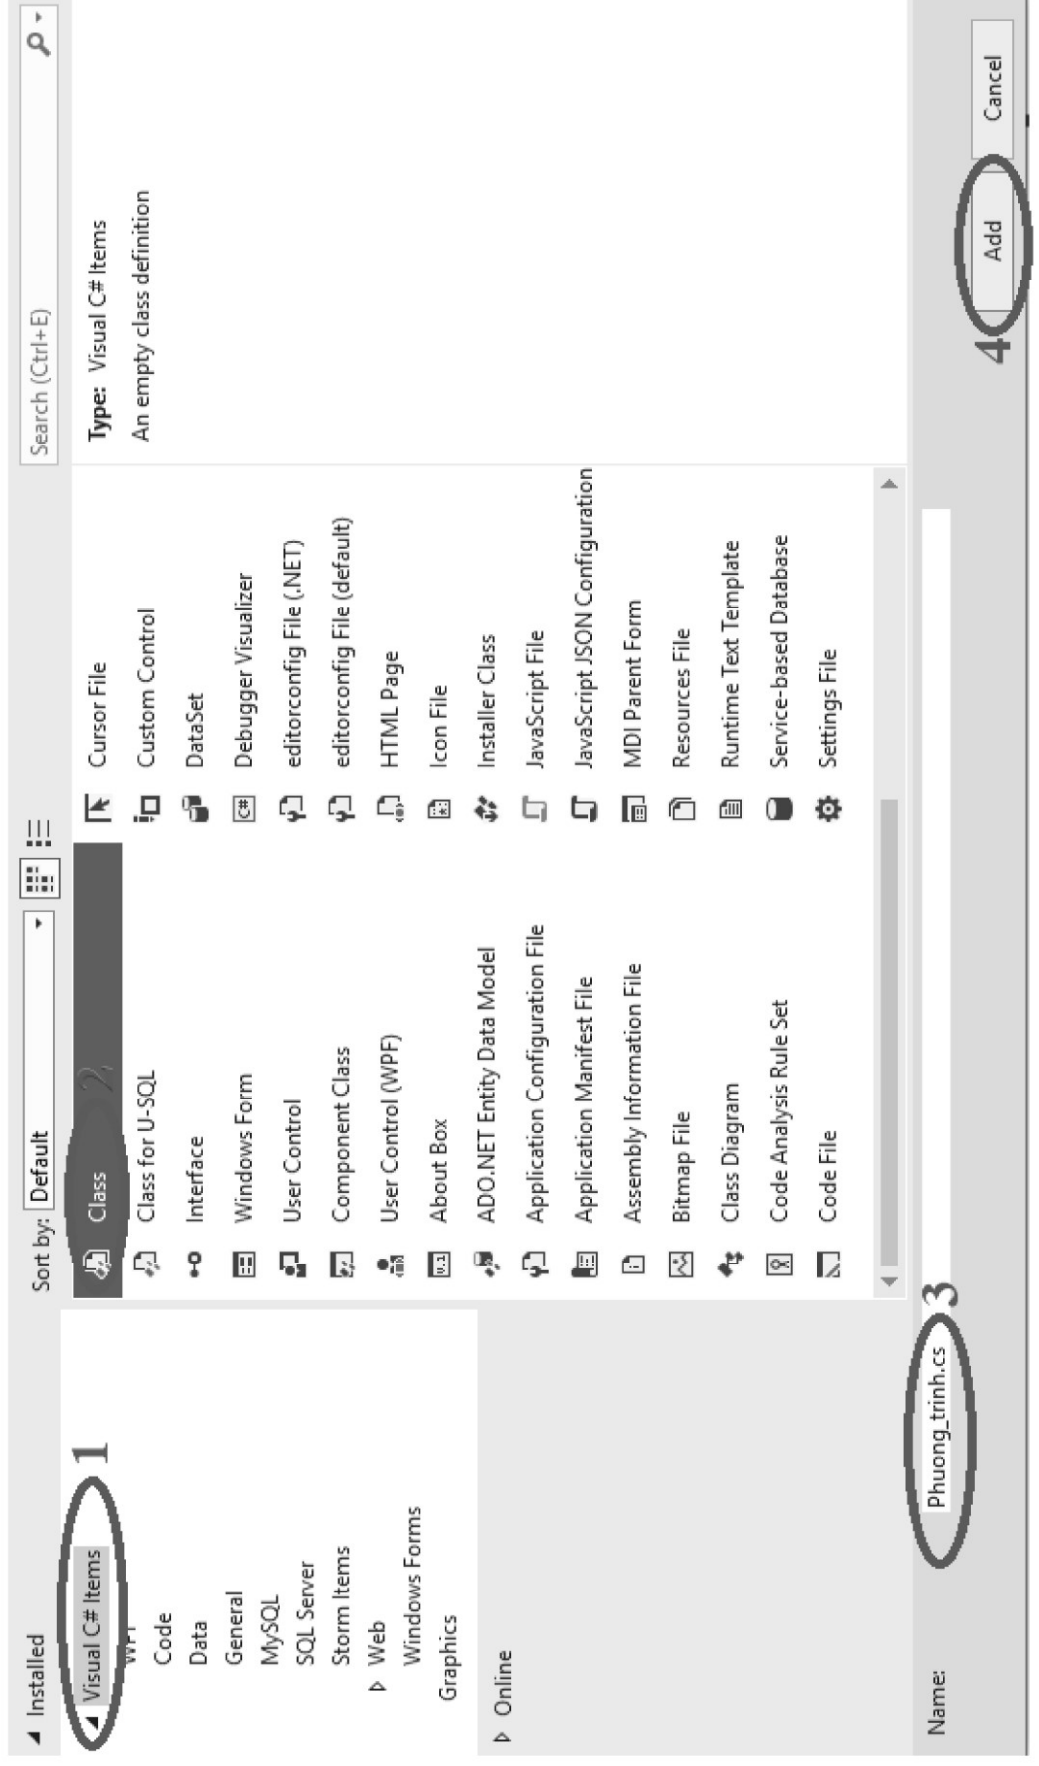 Installed
Sort by: Default
Search (Ctrl+E)
Visual C# Items
1
Code
Data
General
MySQL
SQL Server
Storm Items
Web
Windows Forms
Graphics
Online
Class
2
Class for U-SQL
Interface
Windows Form
User Control
Component Class
User Control (WPF)
About Box
ADO.NET Entity Data Model
Application Configuration File
Application Manifest File
Assembly Information File
Bitmap File
Class Diagram
Code Analysis Rule Set
Code File
Cursor File
Custom Control
DataSet
Debugger Visualizer
editorconfig File (.NET)
editorconfig File (default)
HTML Page
Icon File
Installer Class
JavaScript File
JavaScript JSON Configuration
MDI Parent Form
Resources File
Runtime Text Template
Service-based Database
Settings File
Type: Visual C# Items
An empty class definition
Name: Phuong_trinh.cs
3
4
Add
Cancel